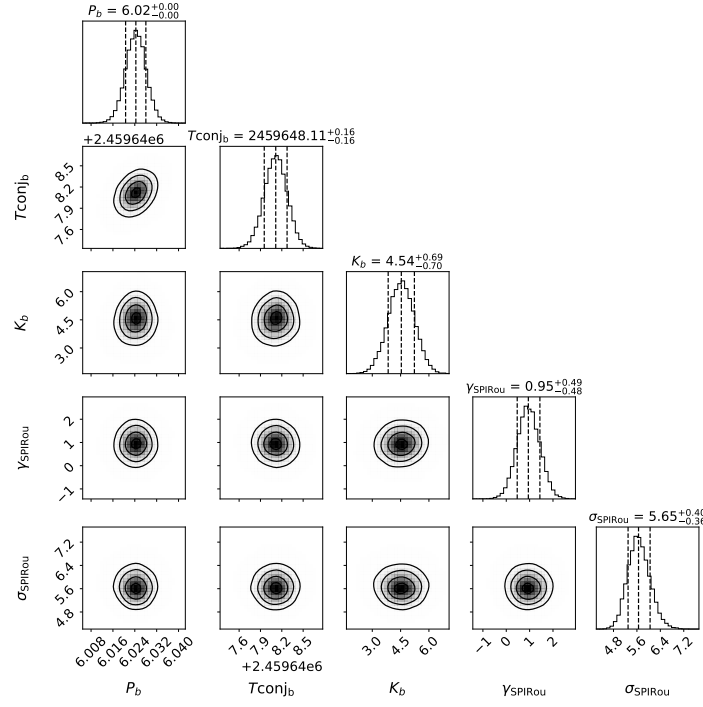 P_b = 6.02^{+0.00}_{-0.00}
+2.45964e6 Tconj_b = 2459648.11^{+0.16}_{-0.16}
Tconj_b
8.5
8.2
7.9
7.6
K_b = 4.54^{+0.69}_{-0.70}
K_b
6.0
4.5
3.0
γ_SPIRou = 0.95^{+0.49}_{-0.48}
γ_SPIRou
2
1
0
−1
σ_SPIRou = 5.65^{+0.40}_{-0.36}
σ_SPIRou
7.2
6.4
5.6
4.8
6.008 6.016 6.024 6.032 6.040 7.6 7.9 8.2 8.5 3.0 4.5 6.0 −1 0 1 2 4.8 5.6 6.4 7.2
+2.45964e6
P_b Tconj_b K_b γ_SPIRou σ_SPIRou